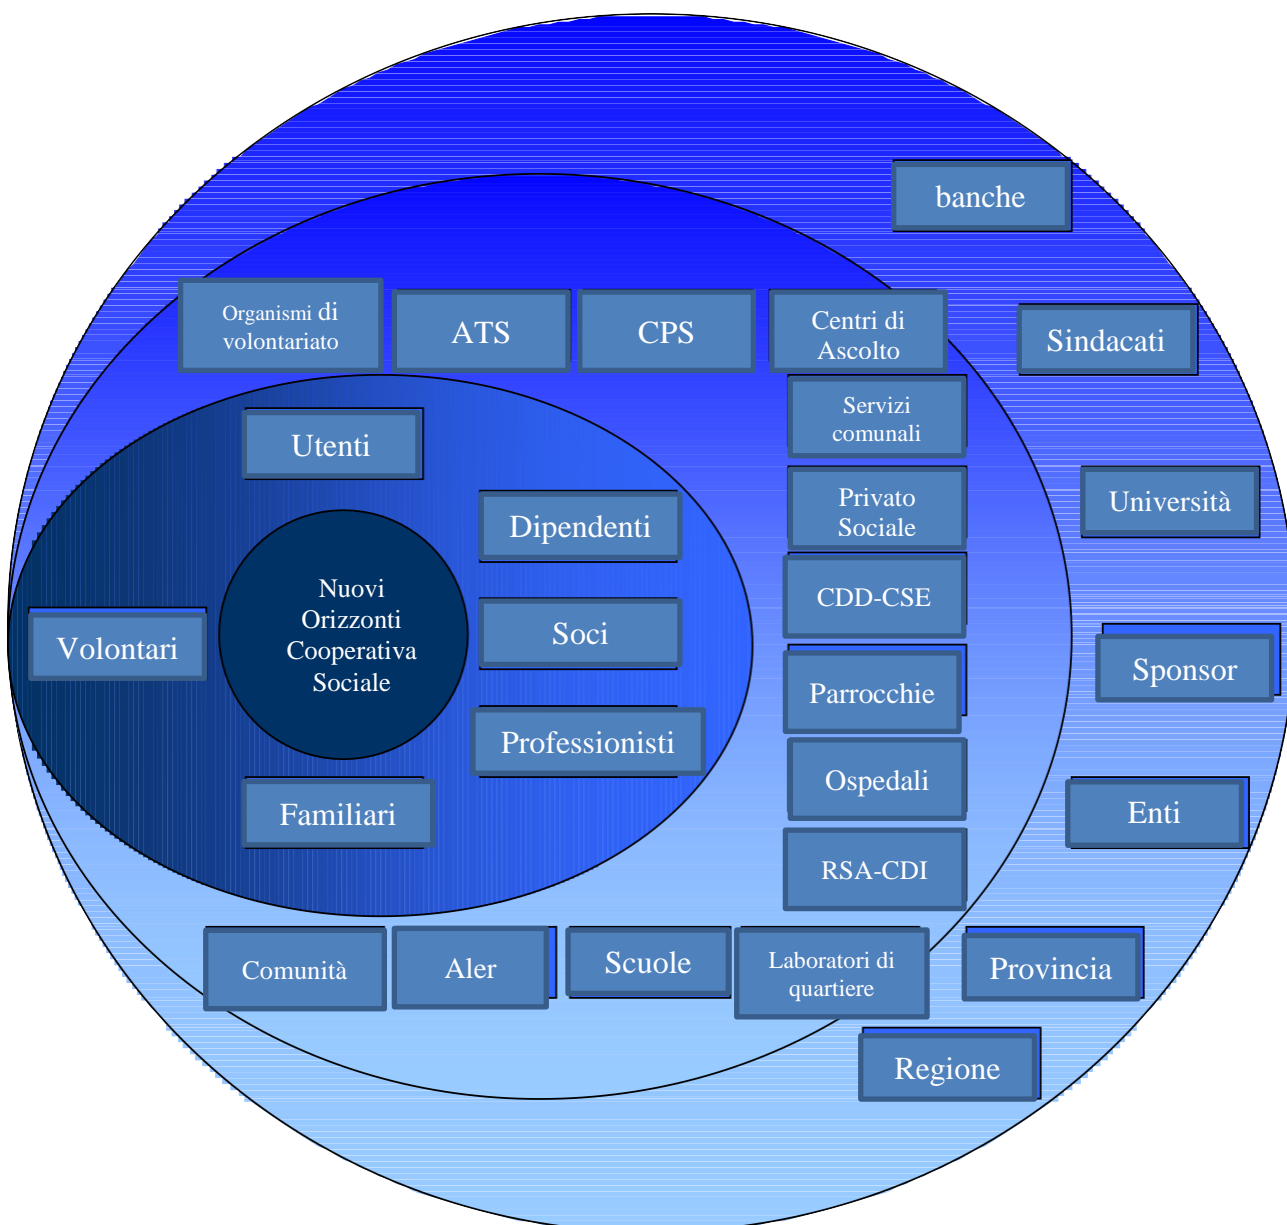 banche
Organismi di
volontariato
ATS
CPS
Centri di
Ascolto
Sindacati
Servizi
comunali
Utenti
Privato
Sociale
Università
Dipendenti
Nuovi
Orizzonti
Cooperativa
Sociale
CDD-CSE
Volontari
Soci
Parrocchie
Sponsor
Professionisti
Ospedali
Familiari
Enti
RSA-CDI
Comunità
Aler
Scuole
Laboratori di
quartiere
Provincia
Regione